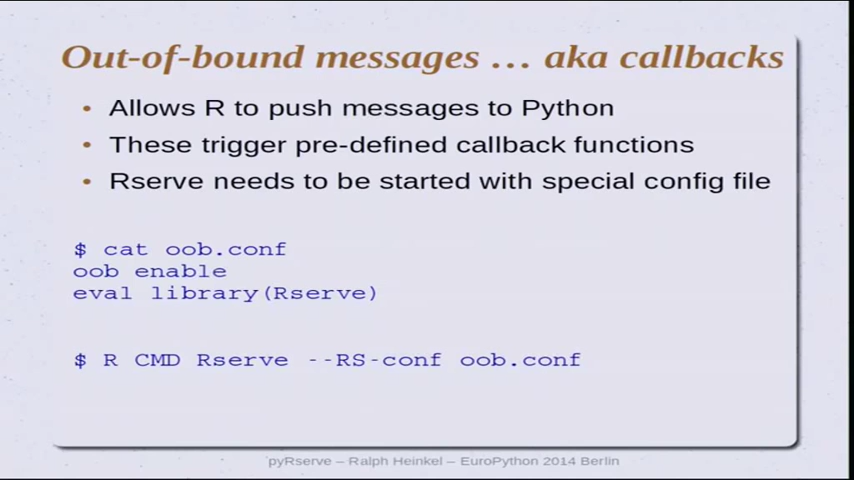 Out-of-bound messages … aka callbacks
• Allows R to push messages to Python
• These trigger pre-defined callback functions
• Rserve needs to be started with special config file
$ cat oob.conf
oob enable
eval library(Rserve)
$ R CMD Rserve --RS-conf oob.conf
pyRserve – Ralph Heinkel – EuroPython 2014 Berlin